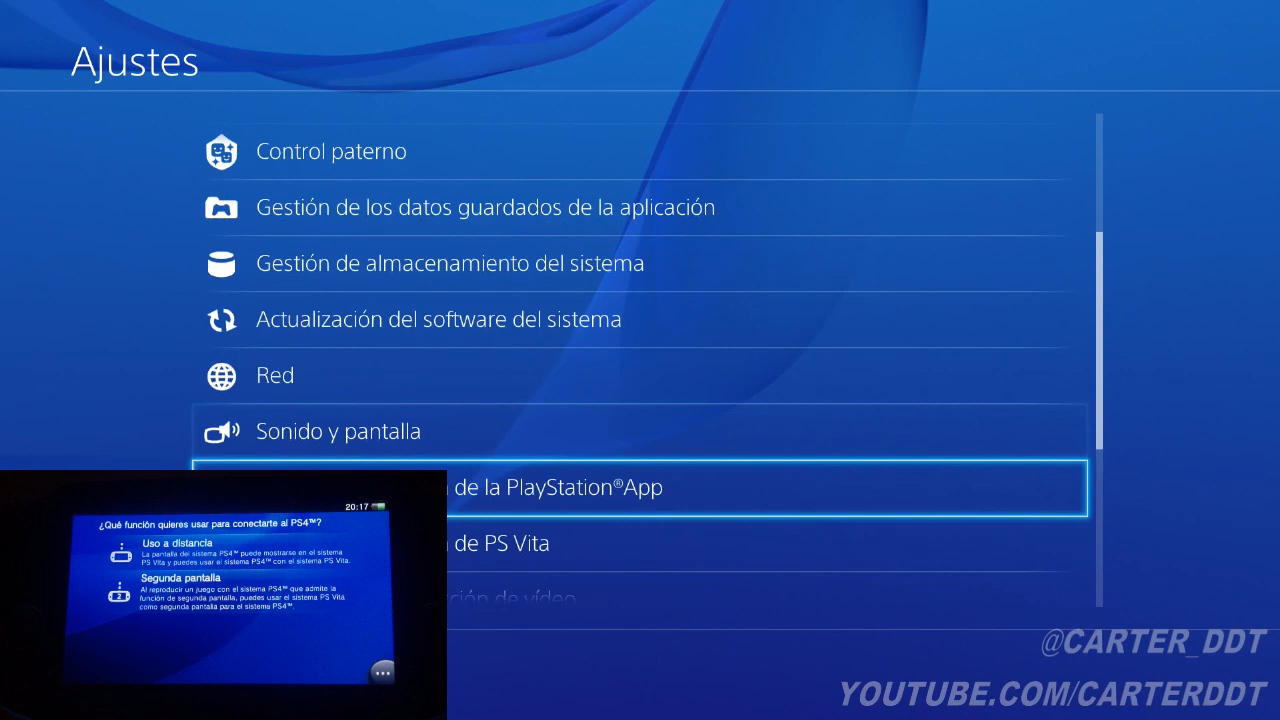 Ajustes
Control paterno
Gestión de los datos guardados de la aplicación
Gestión de almacenamiento del sistema
Actualización del software del sistema
Red
Sonido y pantalla
de la PlayStation®App
de PS Vita
de vídeo
20:17
¿Qué función quieres usar para conectarte al PS4™?
Uso a distancia
La pantalla del sistema PS4™ puede mostrarse en el sistema
PS Vita y puedes usar el sistema PS4™ con el sistema PS Vita.
Segunda pantalla
Al reproducir un juego con el sistema PS4™ que admite la
función de segunda pantalla, puedes usar el sistema PS Vita
como segunda pantalla para el sistema PS4™.
@CARTER_DDT
YOUTUBE.COM/CARTERDDT